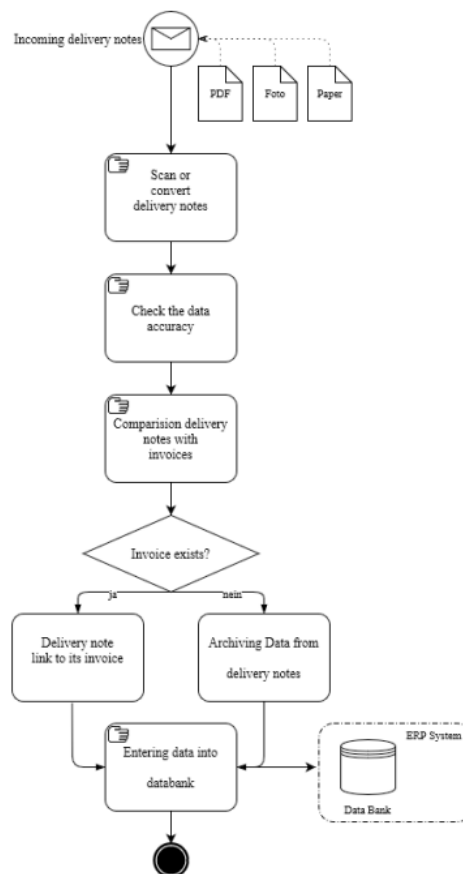 Incoming delivery notes
PDF
Foto
Paper
Scan or
convert
delivery notes
Check the data
accuracy
Comparision delivery
notes with
invoices
Invoice exists?
ja
nein
Delivery note
link to its invoice
Archiving Data from
delivery notes
Entering data into
databank
ERP System
Data Bank